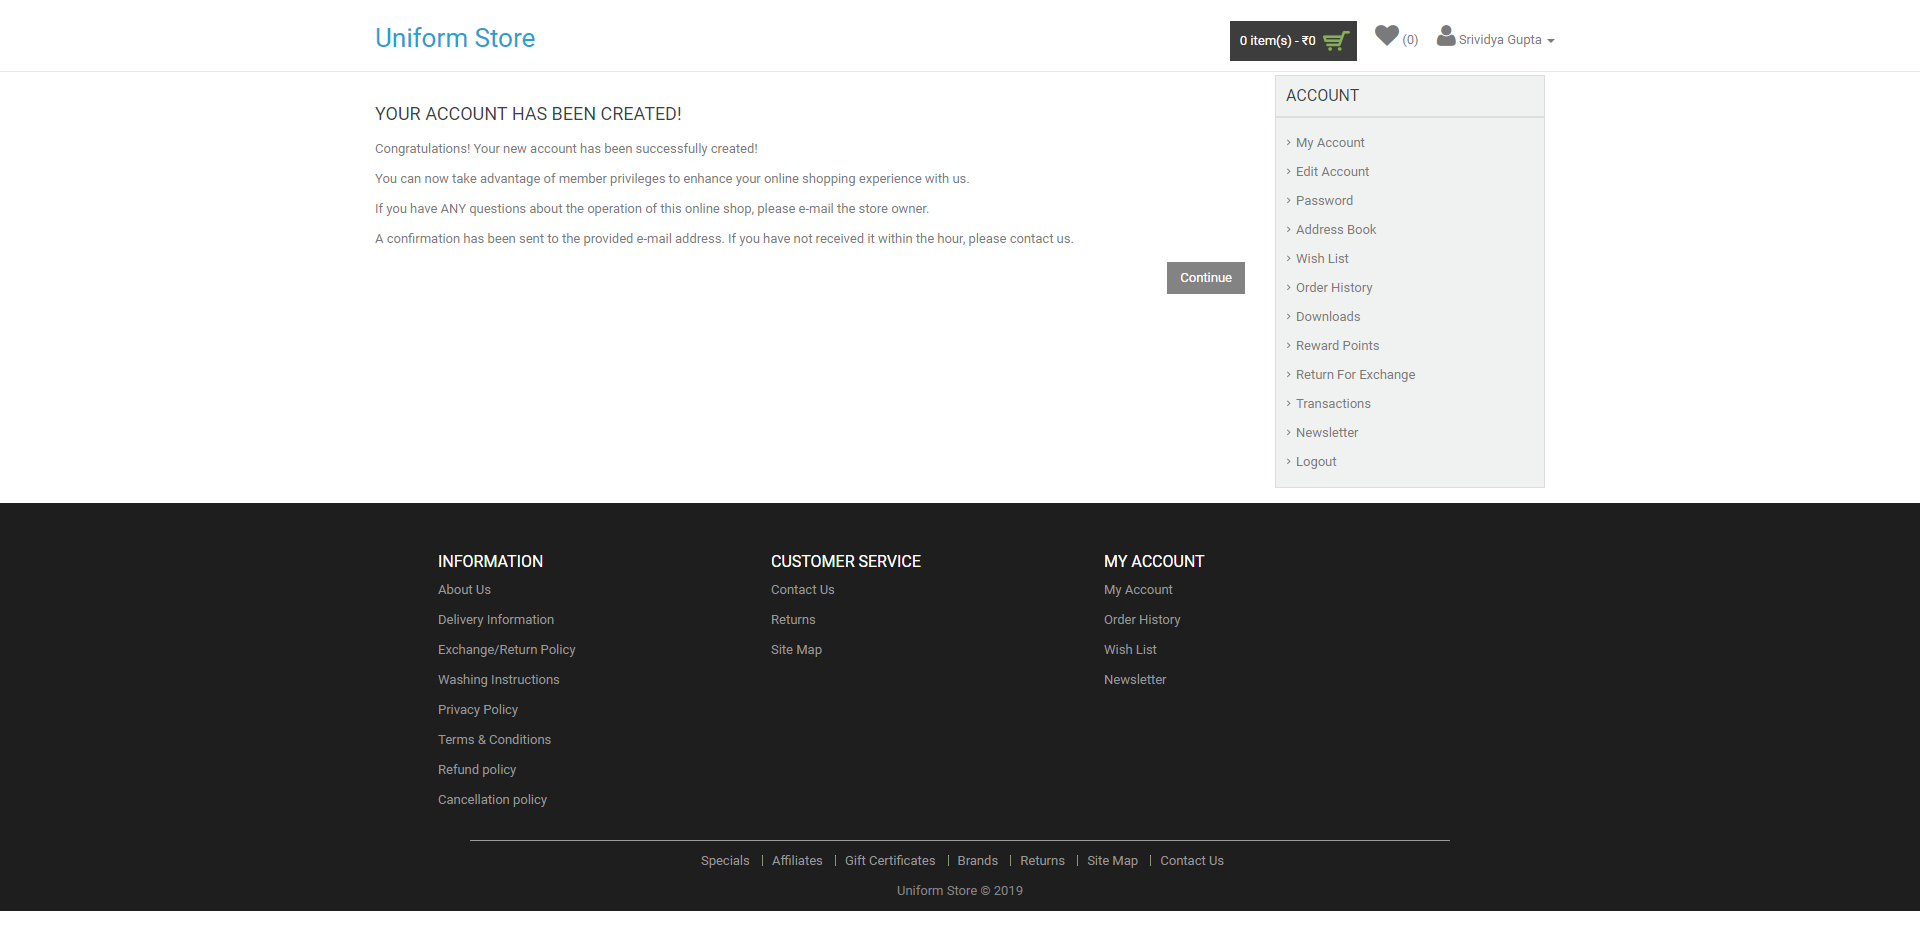 Uniform Store
0 item(s) - ₹0
(0)
Srividya Gupta
YOUR ACCOUNT HAS BEEN CREATED!
Congratulations! Your new account has been successfully created!
You can now take advantage of member privileges to enhance your online shopping experience with us.
If you have ANY questions about the operation of this online shop, please e-mail the store owner.
A confirmation has been sent to the provided e-mail address. If you have not received it within the hour, please contact us.
Continue
ACCOUNT
My Account
Edit Account
Password
Address Book
Wish List
Order History
Downloads
Reward Points
Return For Exchange
Transactions
Newsletter
Logout
INFORMATION
About Us
Delivery Information
Exchange/Return Policy
Washing Instructions
Privacy Policy
Terms & Conditions
Refund policy
Cancellation policy
CUSTOMER SERVICE
Contact Us
Returns
Site Map
MY ACCOUNT
My Account
Order History
Wish List
Newsletter
Specials | Affiliates | Gift Certificates | Brands | Returns | Site Map | Contact Us
Uniform Store © 2019